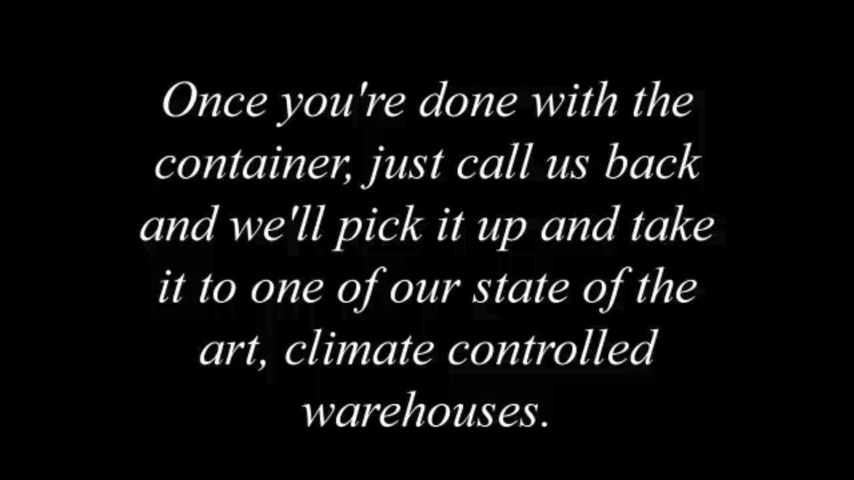 Once you're done with the
container, just call us back
and we'll pick it up and take
it to one of our state of the
art, climate controlled
warehouses.